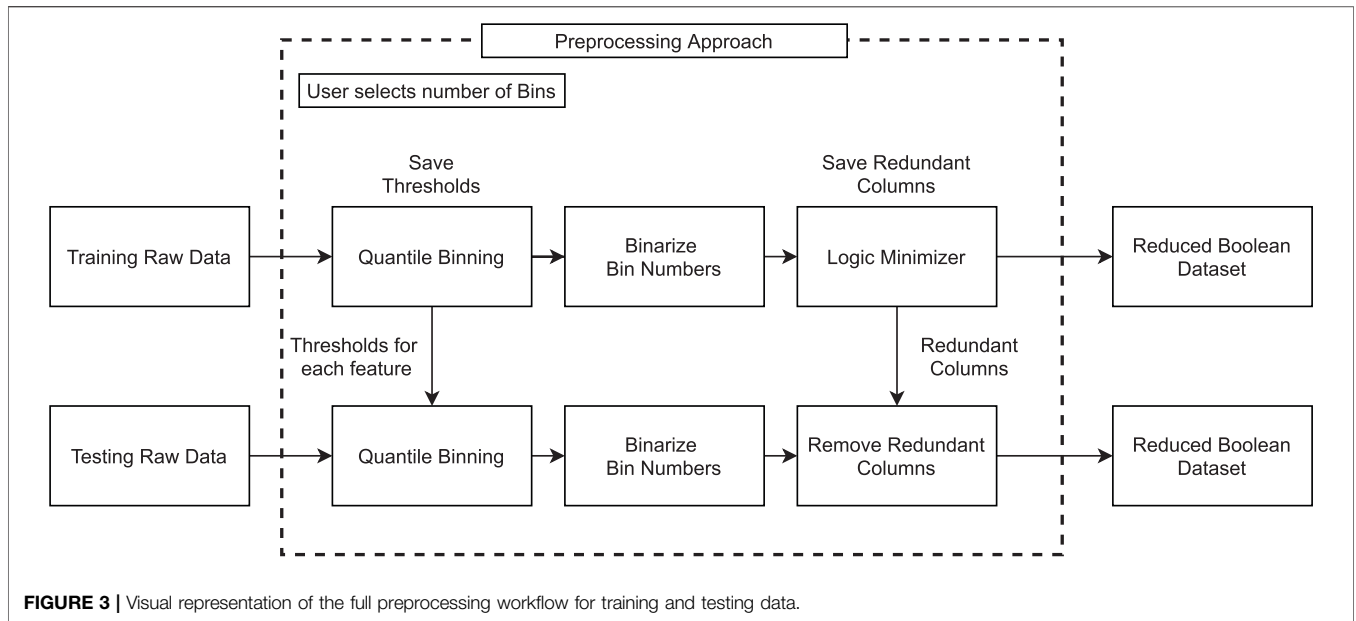 Preprocessing Approach
User selects number of Bins
Save
Thresholds
Save Redundant
Columns
Training Raw Data
Quantile Binning
Binarize
Bin Numbers
Logic Minimizer
Reduced Boolean
Dataset
Thresholds for
each feature
Redundant
Columns
Testing Raw Data
Quantile Binning
Binarize
Bin Numbers
Remove Redundant
Columns
Reduced Boolean
Dataset
FIGURE 3 | Visual representation of the full preprocessing workflow for training and testing data.